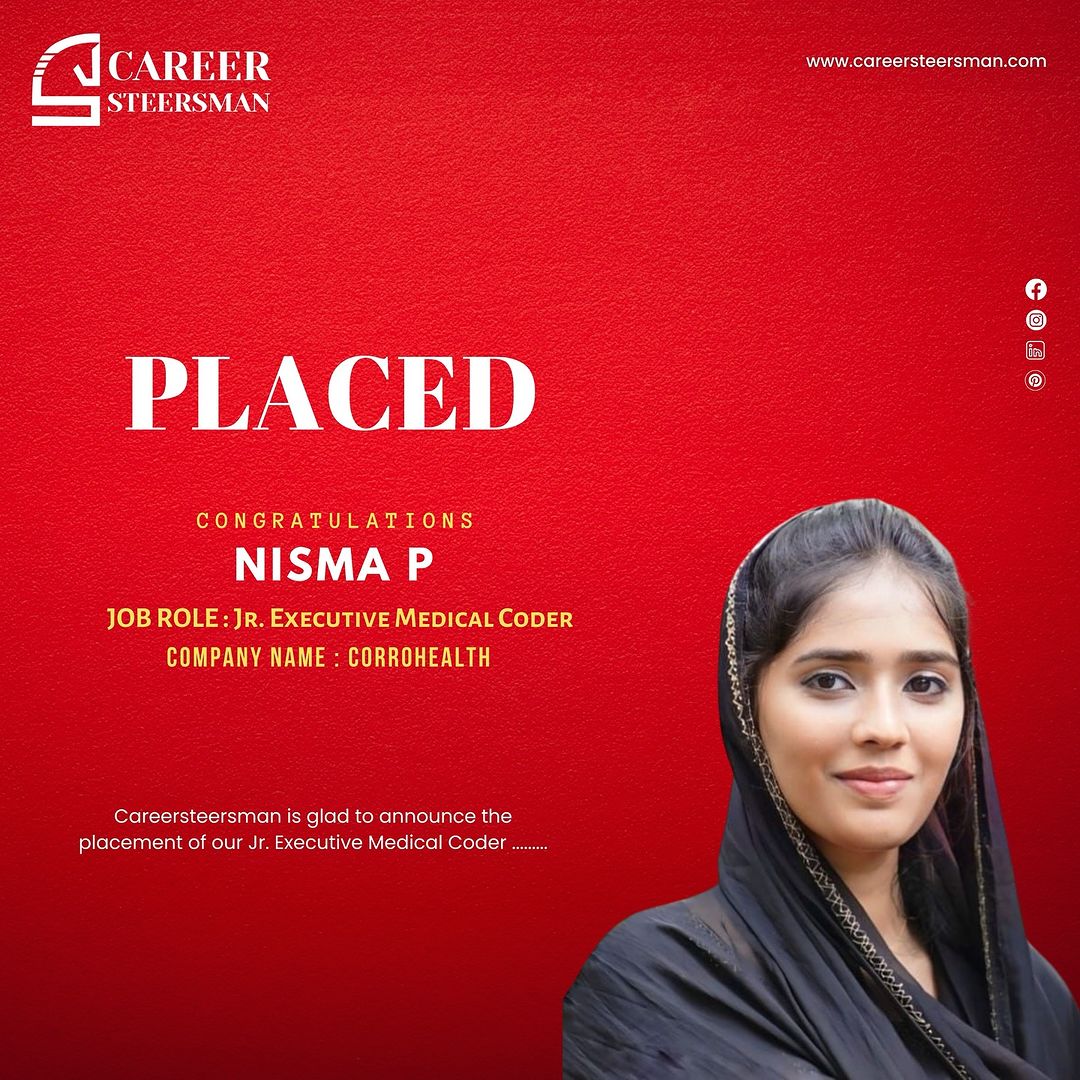 CAREER
STEERSMAN
www.careersteersman.com
PLACED
CONGRATULATIONS
NISMA P
JOB ROLE : Jr. Executive Medical Coder
COMPANY NAME : CORROHEALTH
Careersteersman is glad to announce the
placement of our Jr. Executive Medical Coder .........